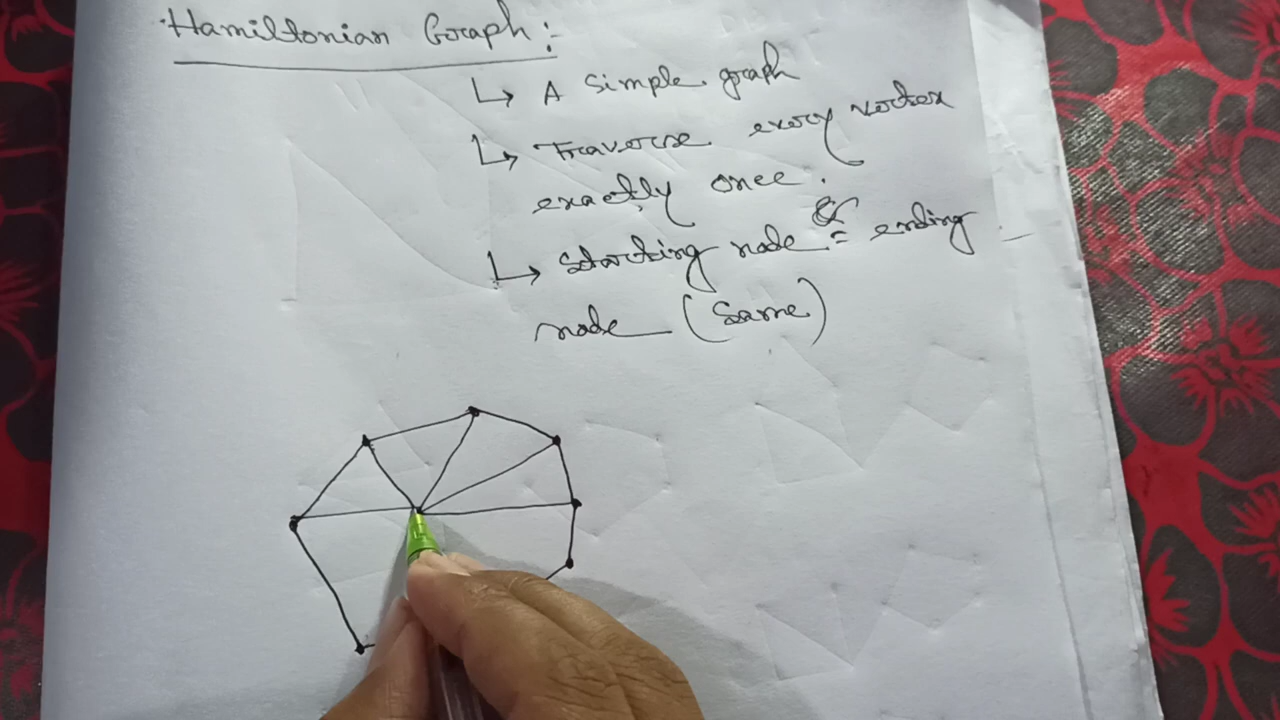 Hamiltonian Graph :-
↳ A simple graph
↳ Traverse every vertex
exactly once.
↳ Starting node & = ending
node (Same)